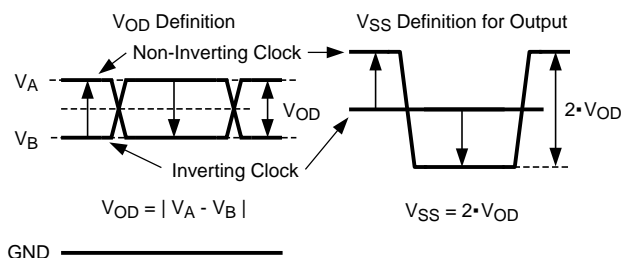 VOD Definition
VSS Definition for Output
Non-Inverting Clock
VA
VB
VOD
2▪VOD
Inverting Clock
VOD = | VA - VB |
VSS = 2▪VOD
GND